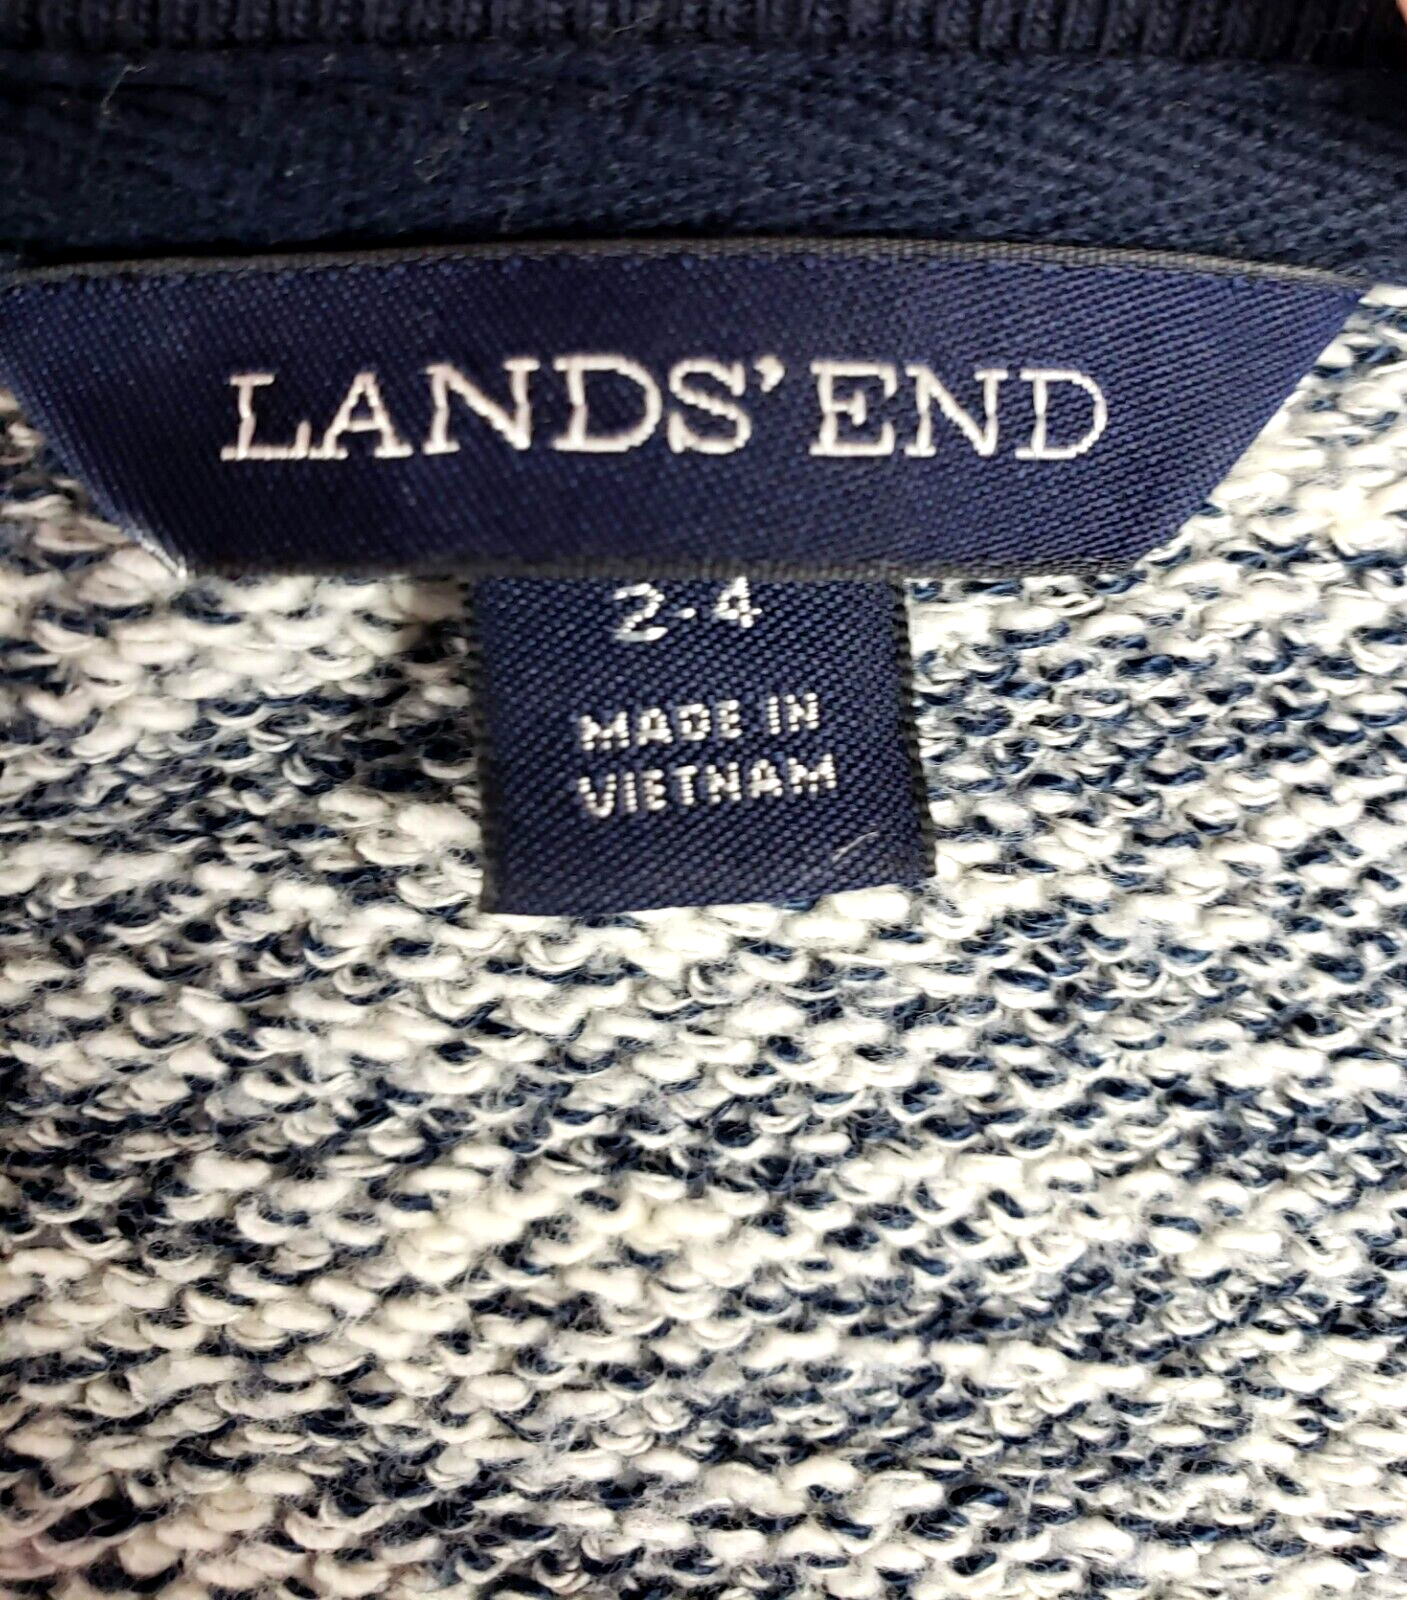 LANDS' END
2-4
MADE IN
VIETNAM